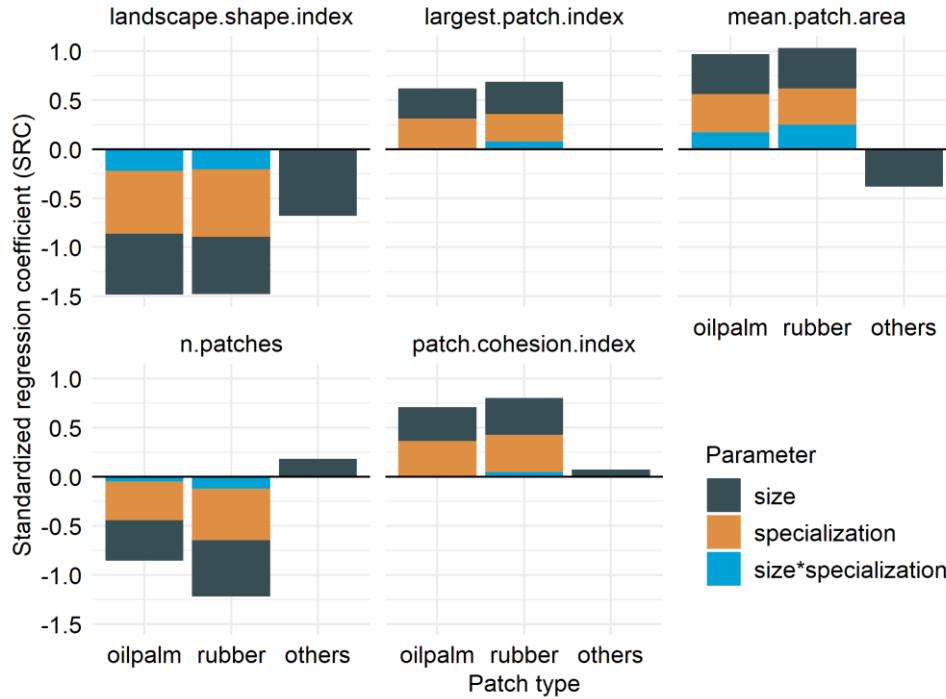 landscape.shape.index
largest.patch.index
mean.patch.area
1.0
0.5
0.0
-0.5
-1.0
-1.5
oilpalm
rubber
others
n.patches
patch.cohesion.index
1.0
0.5
0.0
-0.5
-1.0
-1.5
oilpalm
rubber
others
oilpalm
rubber
others
Standardized regression coefficient (SRC)
Patch type
Parameter
size
specialization
size*specialization